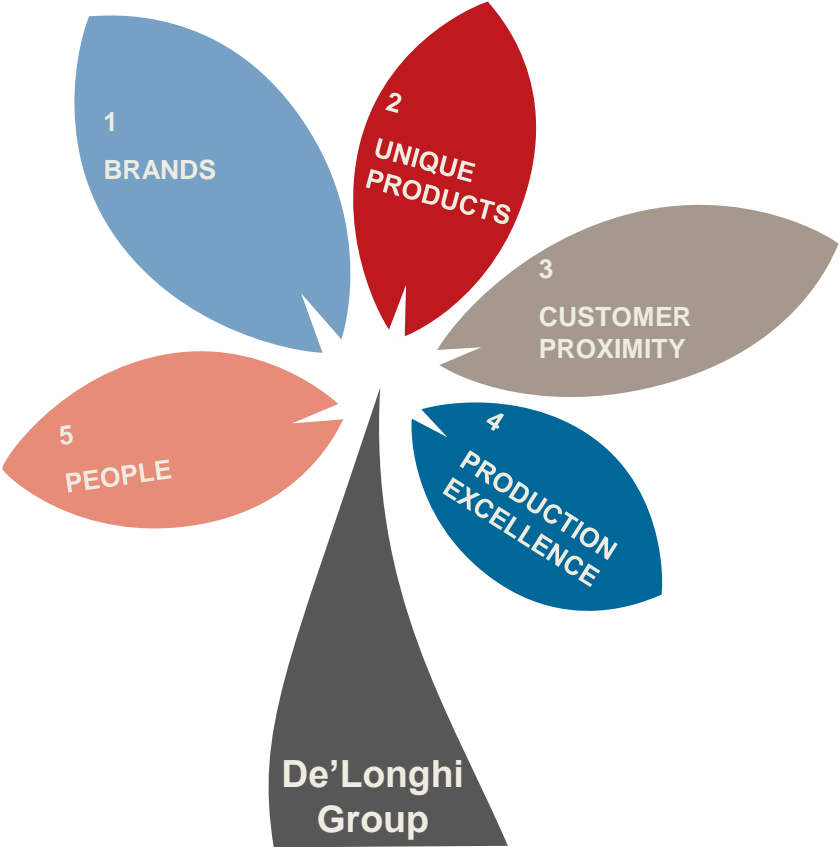 1
BRANDS
2
UNIQUE
PRODUCTS
3
CUSTOMER
PROXIMITY
4
PRODUCTION
EXCELLENCE
5
PEOPLE
De’Longhi
Group